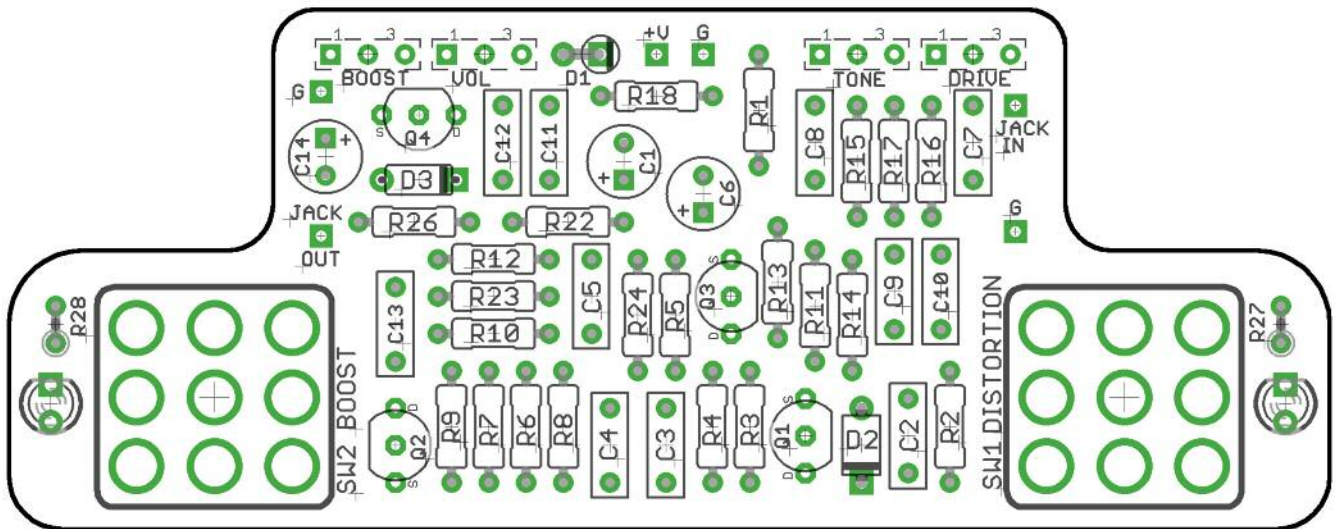 1 3 1 3 +V G 1 3 1 3
BOOST VOL D1 TONE DRIVE
G R18 R1
S Q4 D C12 C11 C8 R15 R17 R16 C7 JACK
IN
C14 + C1 + C6 +
D3
JACK R26 R22 G
OUT
R12 S
R28 R23 C13 C5 R24 R5 Q3 R13 R11 R14 C9 C10 R27
R10 D
SW2 BOOST D Q2 S R9 R7 R6 R8 C4 C3 R4 R3 S Q1 D D2 C2 R2 SW1 DISTORTION